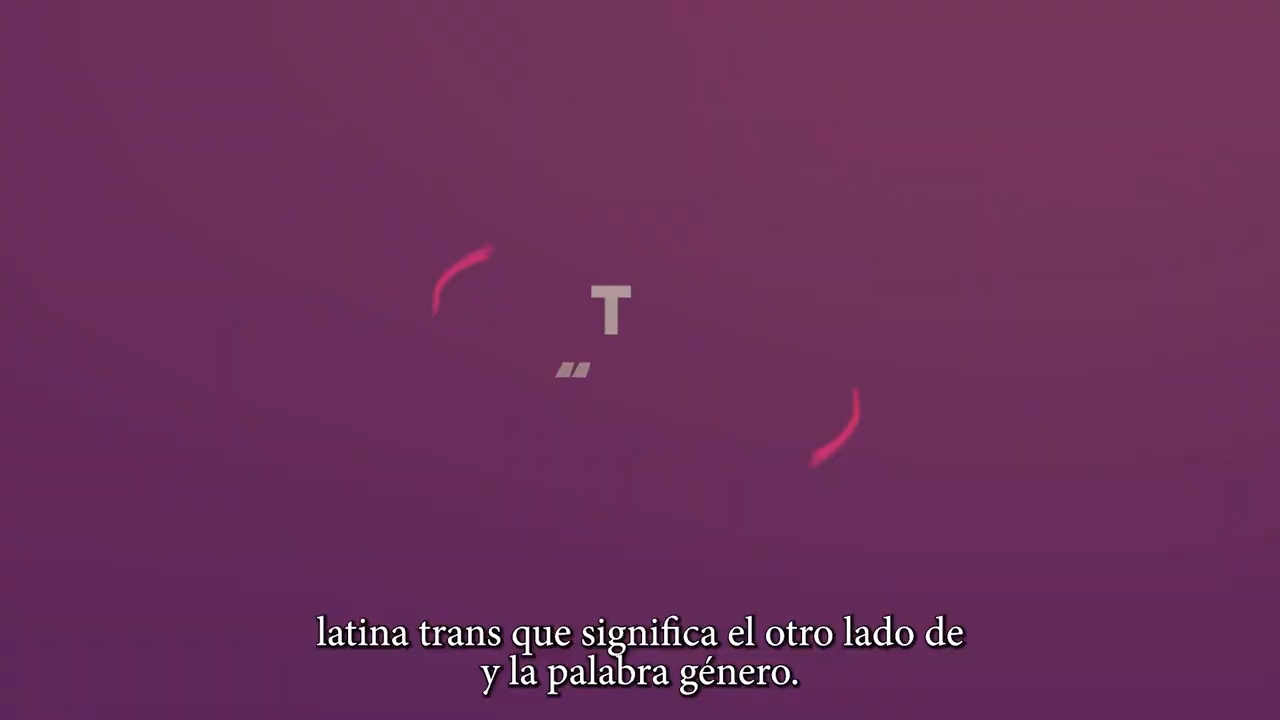 T
"
latina trans que significa el otro lado de
y la palabra género.